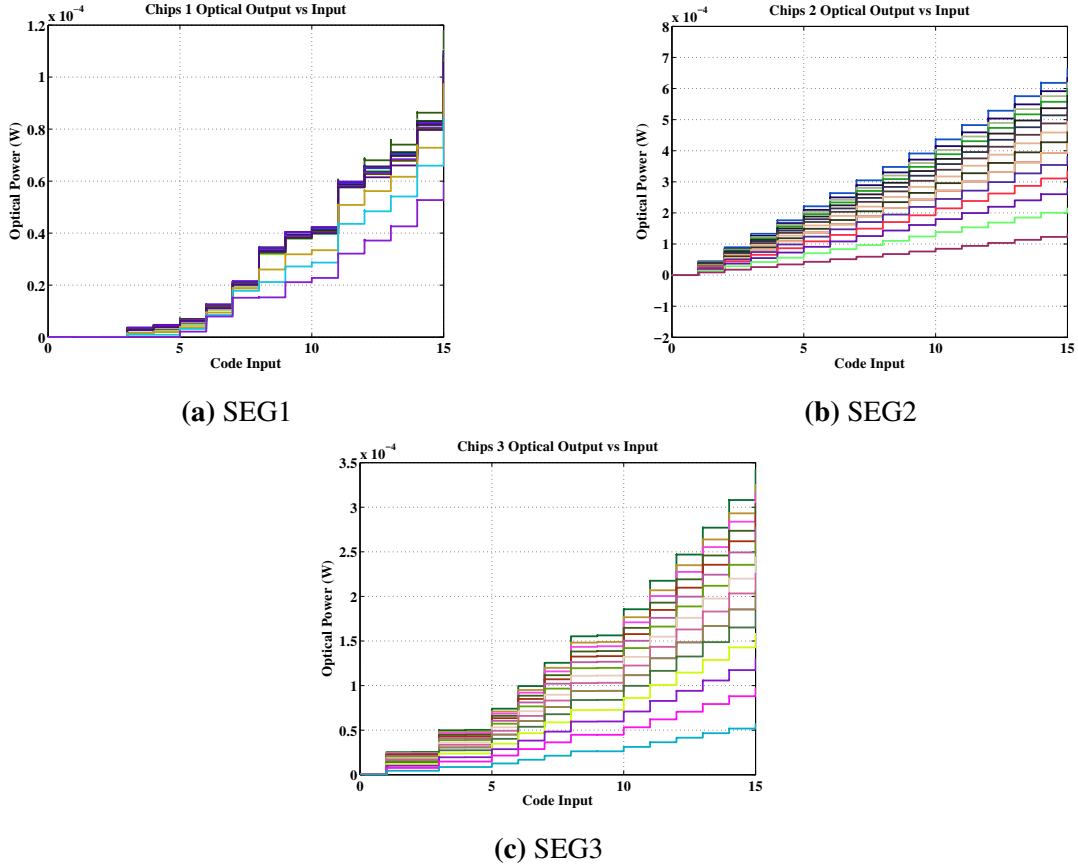 Chips 1 Optical Output vs Input
x 10⁻⁴
1.2
1
0.8
0.6
0.4
0.2
0
Optical Power (W)
0 5 10 15
Code Input
(a) SEG1
Chips 2 Optical Output vs Input
x 10⁻⁴
8
7
6
5
4
3
2
1
0
−1
−2
Optical Power (W)
0 5 10 15
Code Input
(b) SEG2
Chips 3 Optical Output vs Input
x 10⁻⁴
3.5
3
2.5
2
1.5
1
0.5
0
Optical Power (W)
0 5 10 15
Code Input
(c) SEG3